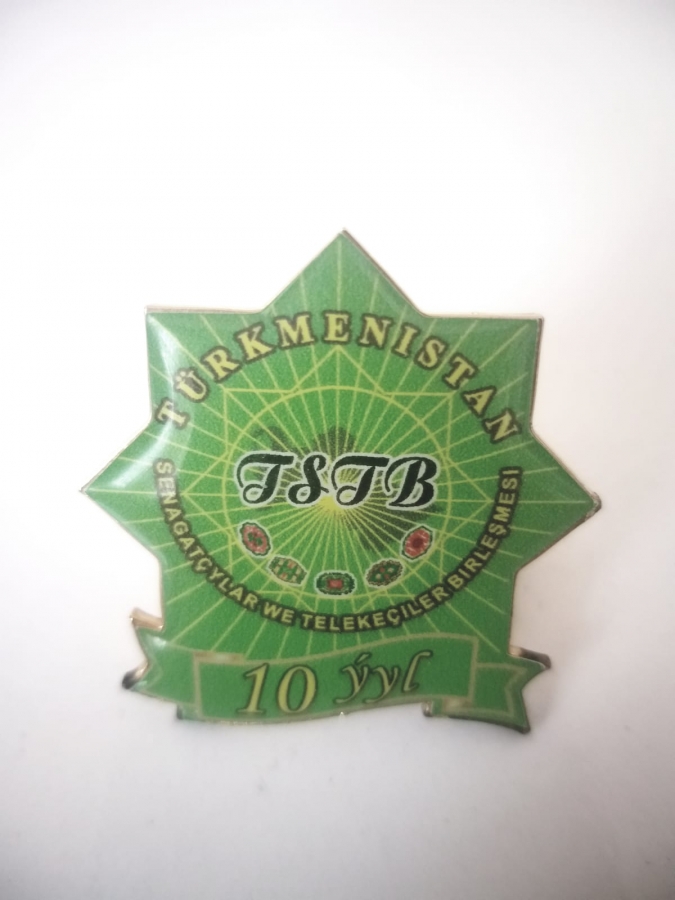 TÜRKMENISTAN
TSTB
SENAGATÇYLAR WE TELEKEÇILER BIRLEŞMESI
10 ýyl